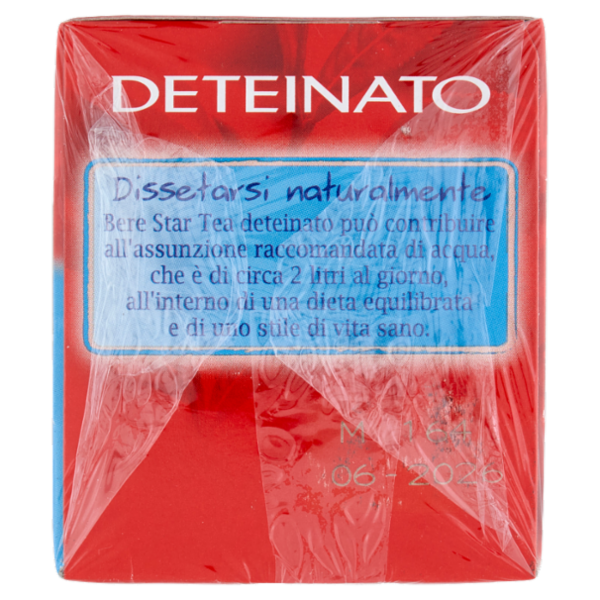 DETEINATO
Dissetarsi naturalmente
Bere Star Tea deteinato può contribuire
all'assunzione raccomandata di acqua,
che è di circa 2 litri al giorno,
all'interno di una dieta equilibrata
e di uno stile di vita sano.
06-2026